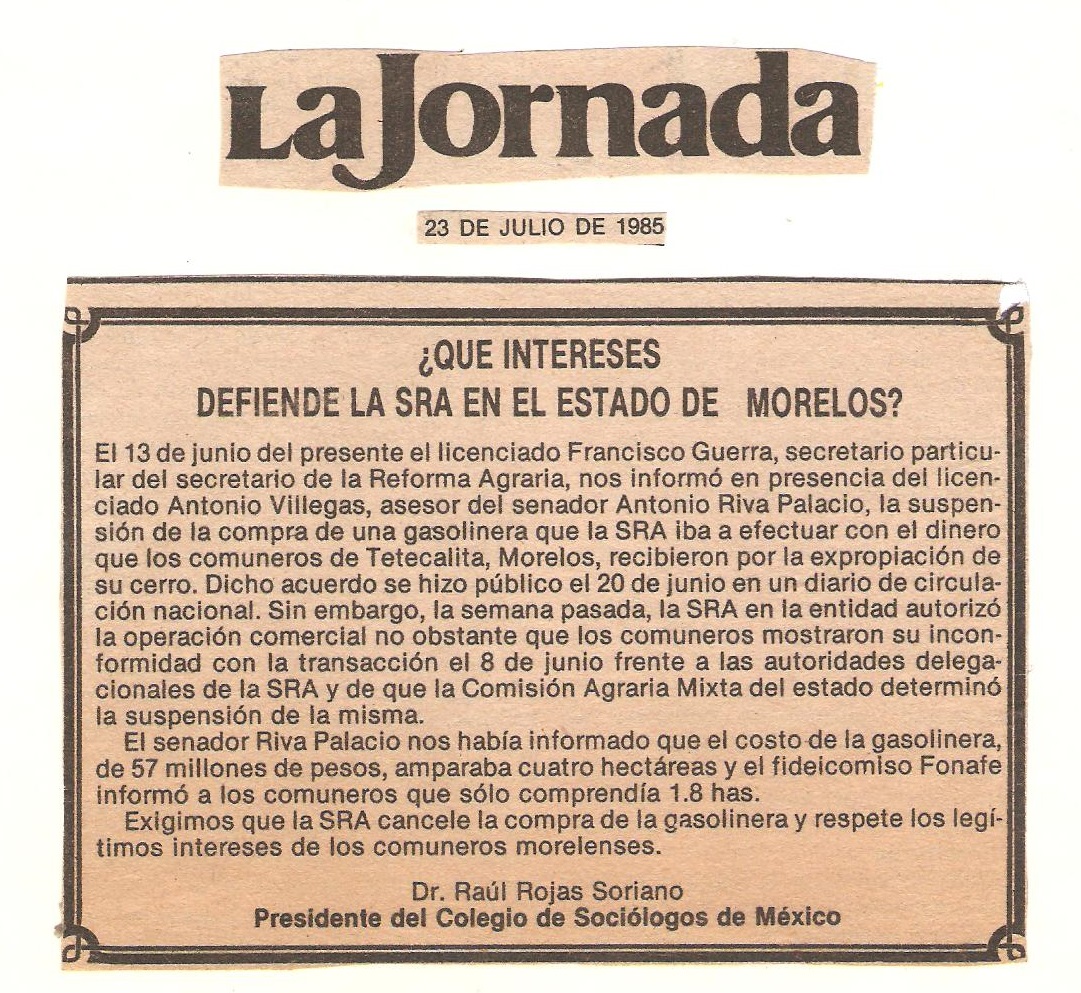 La Jornada
23 DE JULIO DE 1985
¿QUE INTERESES
DEFIENDE LA SRA EN EL ESTADO DE MORELOS?
El 13 de junio del presente el licenciado Francisco Guerra, secretario particu-
lar del secretario de la Reforma Agraria, nos informó en presencia del licen-
ciado Antonio Villegas, asesor del senador Antonio Riva Palacio, la suspen-
sión de la compra de una gasolinera que la SRA iba a efectuar con el dinero
que los comuneros de Tetecalita, Morelos, recibieron por la expropiación de
su cerro. Dicho acuerdo se hizo público el 20 de junio en un diario de circula-
ción nacional. Sin embargo, la semana pasada, la SRA en la entidad autorizó
la operación comercial no obstante que los comuneros mostraron su incon-
formidad con la transacción el 8 de junio frente a las autoridades delega-
cionales de la SRA y de que la Comisión Agraria Mixta del estado determinó
la suspensión de la misma.
El senador Riva Palacio nos había informado que el costo de la gasolinera,
de 57 millones de pesos, amparaba cuatro hectáreas y el fideicomiso Fonafe
informó a los comuneros que sólo comprendía 1.8 has.
Exigimos que la SRA cancele la compra de la gasolinera y respete los legí-
timos intereses de los comuneros morelenses.
Dr. Raúl Rojas Soriano
Presidente del Colegio de Sociólogos de México